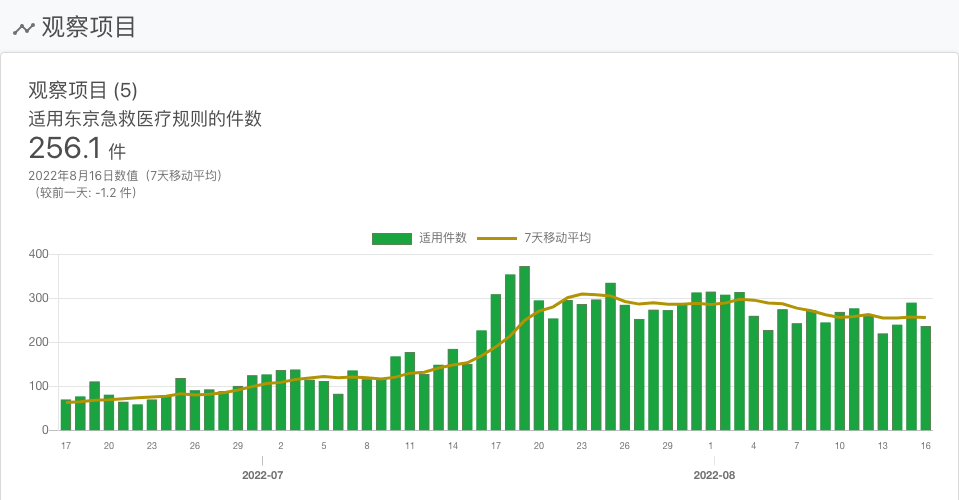 观察项目
观察项目 (5)
适用东京急救医疗规则的件数
256.1 件
2022年8月16日数值（7天移动平均）
（较前一天: -1.2 件）
适用件数 7天移动平均
400
300
200
100
0
17 20 23 26 29 2 5 8 11 14 17 20 23 26 29 1 4 7 10 13 16
2022-07 2022-08